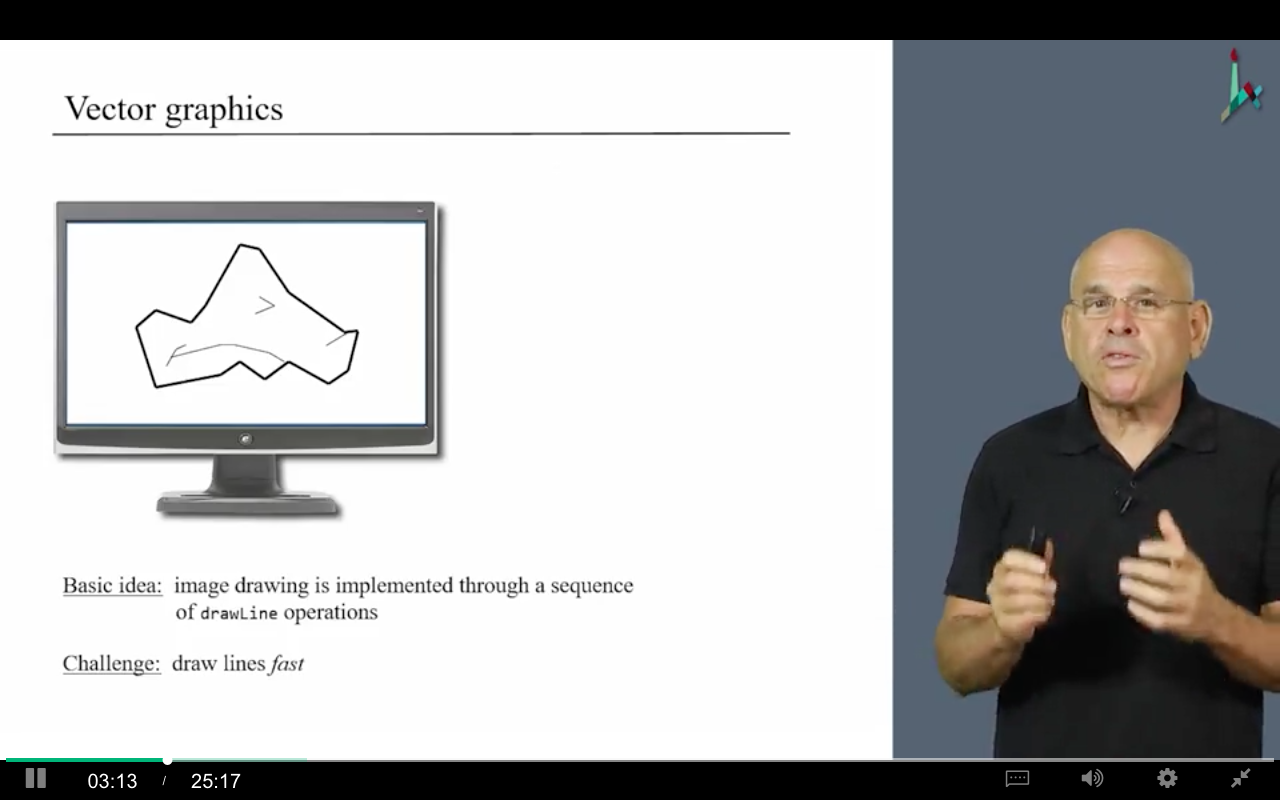 Vector graphics
Basic idea: image drawing is implemented through a sequence
of drawLine operations
Challenge: draw lines fast
03:13 / 25:17